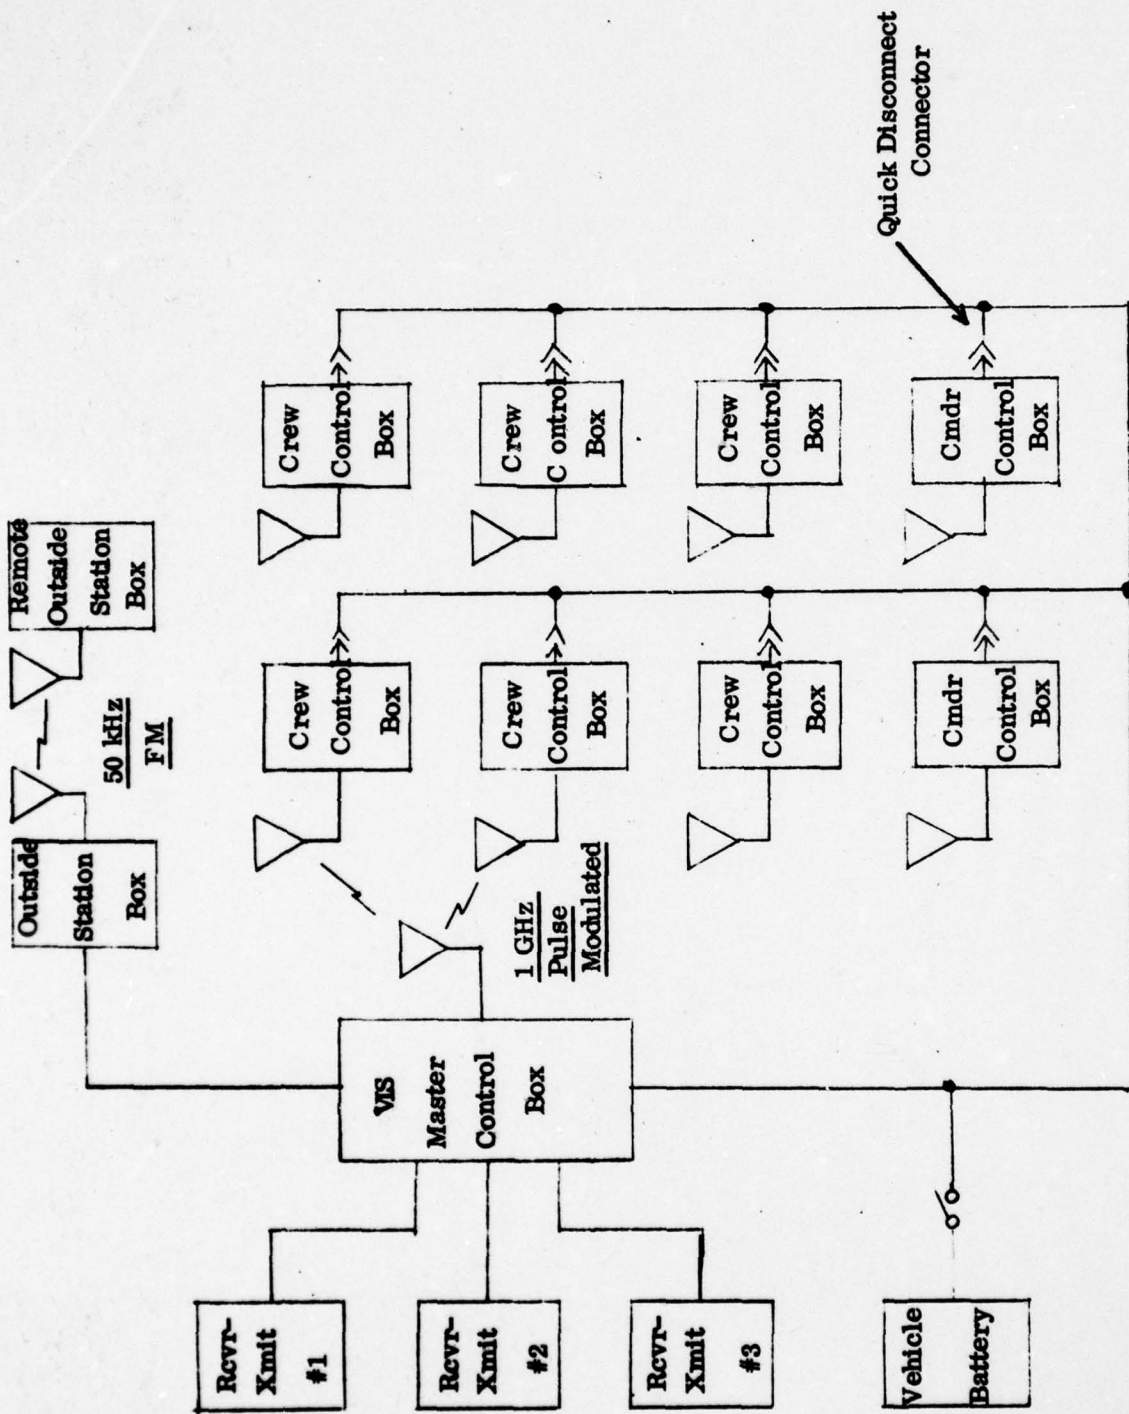 Rcvr-
Xmit
#1
Rcvr-
Xmit
#2
Rcvr-
Xmit
#3
Vehicle
Battery
VIS
Master
Control
Box
1 GHz
Pulse
Modulated
Outside
Station
Box
50 kHz
FM
Remote
Outside
Station
Box
Crew
Control
Box
Crew
Control
Box
Crew
Control
Box
Cmdr
Control
Box
Crew
Control
Box
Crew
C ontrol
Box
Crew
Control
Box
Cmdr
Control
Box
Quick Disconnect
Connector